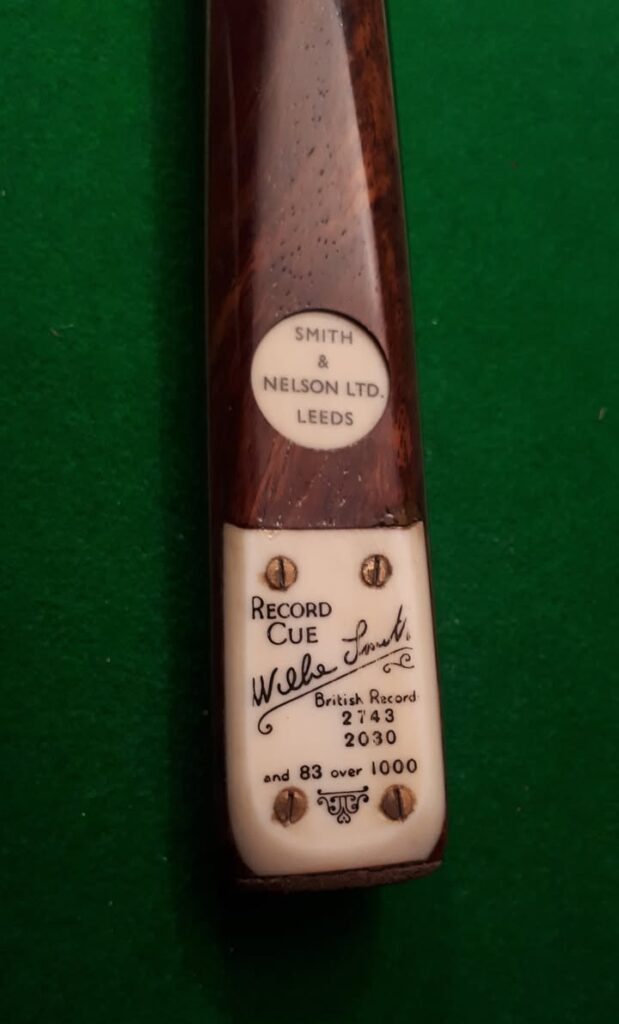 SMITH
&
NELSON LTD.
LEEDS
RECORD
CUE
Willie Smith
British Record
2743
2030
and 83 over 1000